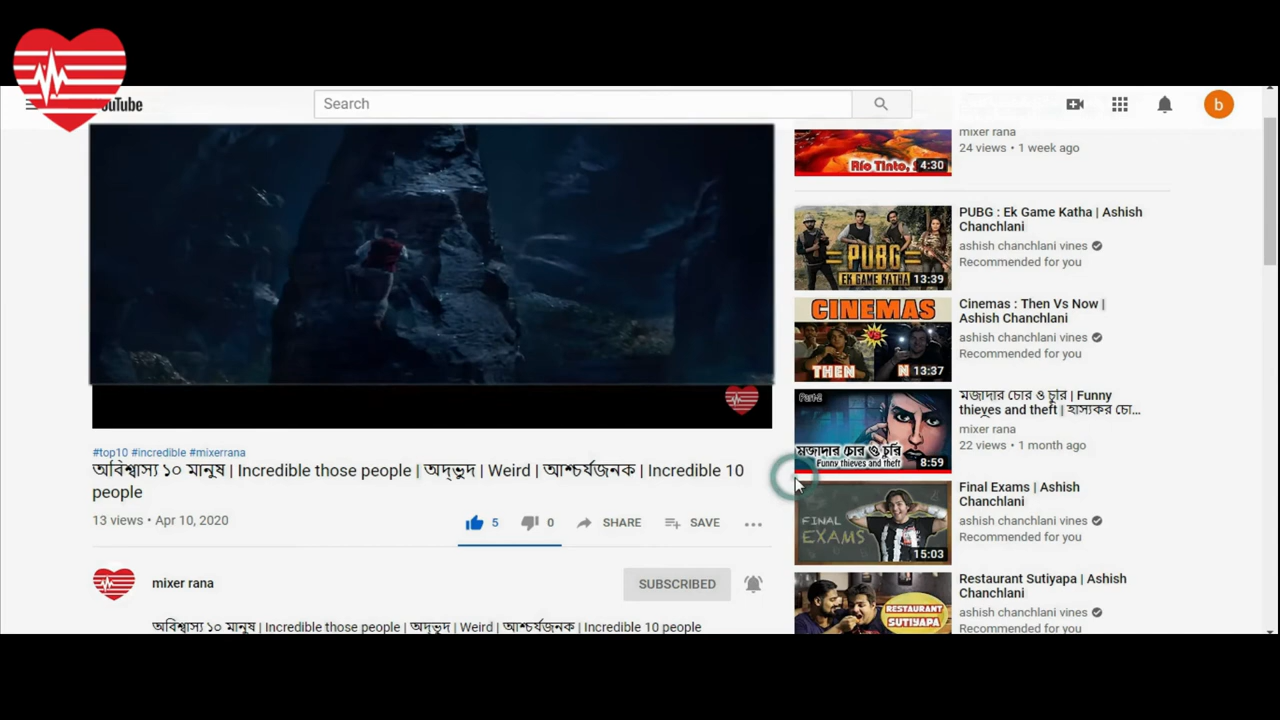 YouTube
Search
Río Tinto,
4:30
mixer rana
24 views • 1 week ago
PUBG
EK GAME KATHA
13:39
PUBG : Ek Game Katha | Ashish
Chanchlani
ashish chanchlani vines
Recommended for you
CINEMAS
VS
THEN
N
13:37
Cinemas : Then Vs Now |
Ashish Chanchlani
ashish chanchlani vines
Recommended for you
Part-2
মজাদার চোর ও চুরি
Funny thieves and theft
8:59
মজাদার চোর ও চুরি | Funny
thieves and theft | হাস্যকর চো...
mixer rana
22 views • 1 month ago
#top10 #incredible #mixerrana
অবিশ্বাস্য ১০ মানুষ | Incredible those people | অদ্ভুদ | Weird | আশ্চর্যজনক | Incredible 10
people
13 views • Apr 10, 2020
5
0
SHARE
SAVE
FINAL
EXAMS
15:03
Final Exams | Ashish
Chanchlani
ashish chanchlani vines
Recommended for you
mixer rana
SUBSCRIBED
RESTAURANT
SUTIYAPA
Restaurant Sutiyapa | Ashish
Chanchlani
ashish chanchlani vines
Recommended for you
অবিশ্বাস্য ১০ মানুষ | Incredible those people | অদ্ভুদ | Weird | আশ্চর্যজনক | Incredible 10 people
b